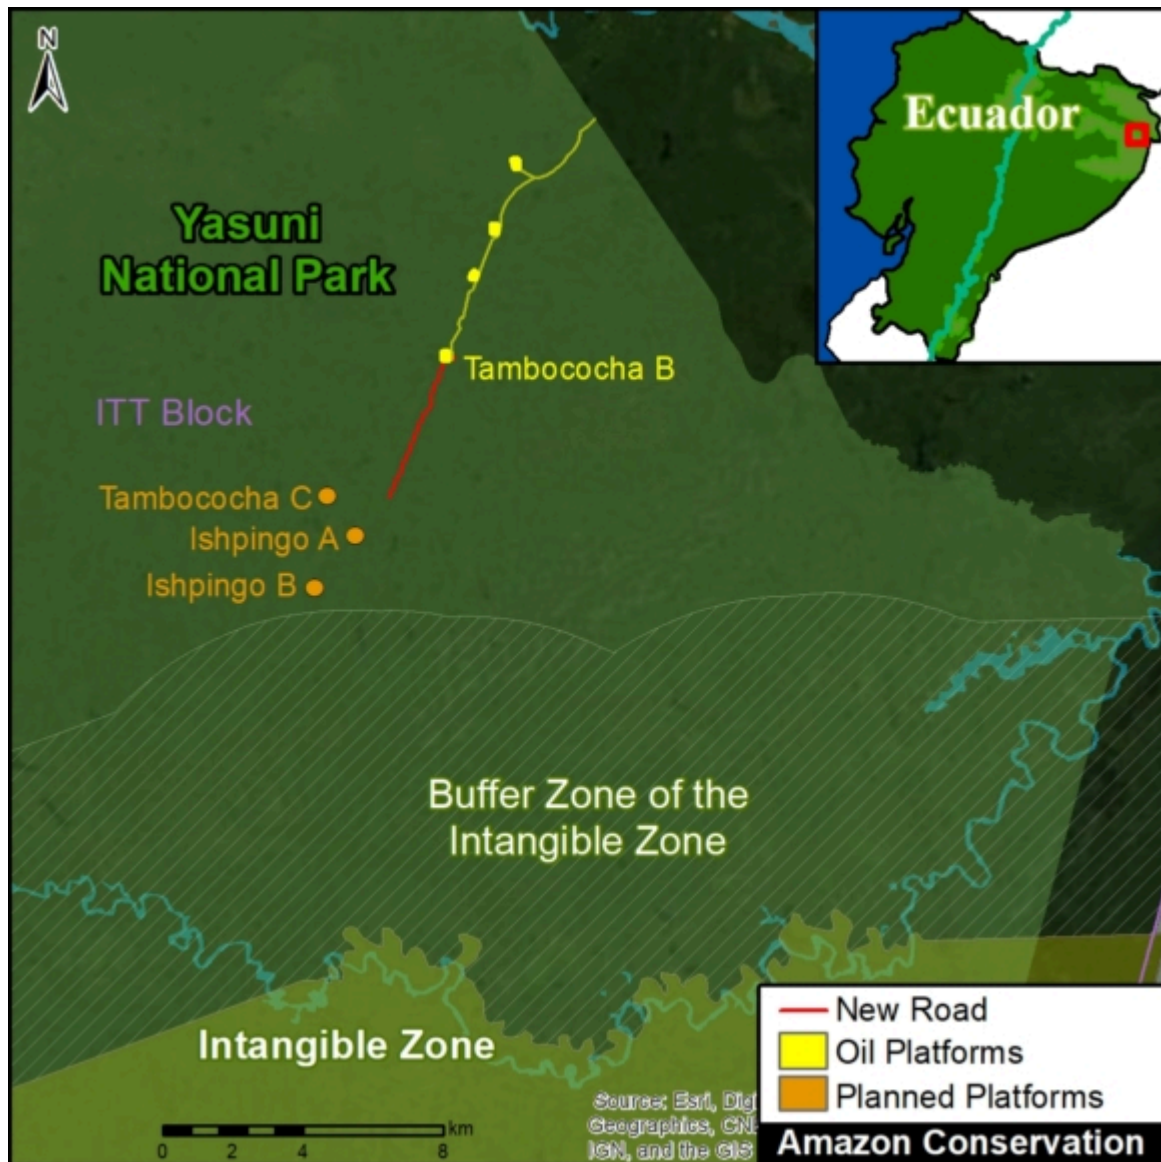 N
Ecuador
Yasuni
National Park
Tambococha B
ITT Block
Tambococha C
Ishpingo A
Ishpingo B
Buffer Zone of the
Intangible Zone
Intangible Zone
New Road
Oil Platforms
Planned Platforms
Amazon Conservation
Source: Esri,
Geographics,
IGN, and the GIS
km
0 2 4 8